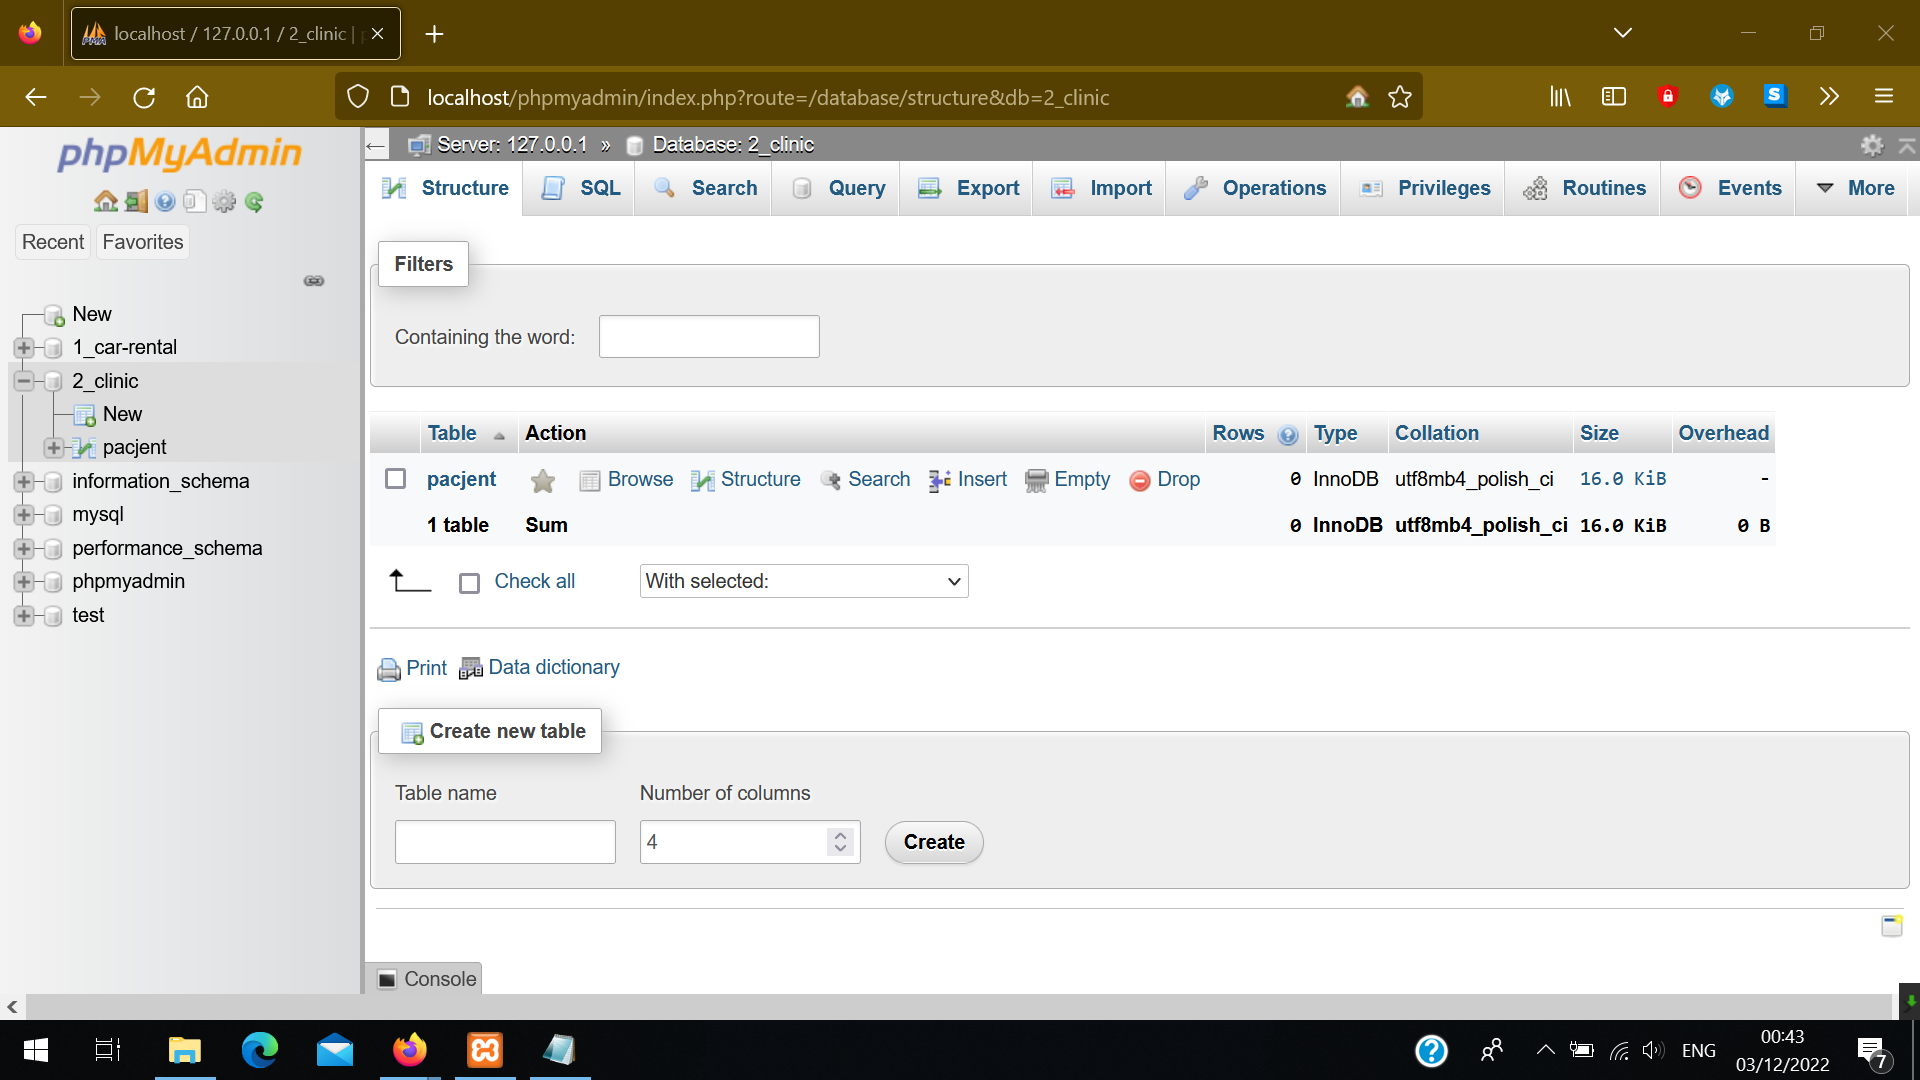 localhost / 127.0.0.1 / 2_clinic |
localhost/phpmyadmin/index.php?route=/database/structure&db=2_clinic
phpMyAdmin
Recent
Favorites
New
1_car-rental
2_clinic
New
pacjent
information_schema
mysql
performance_schema
phpmyadmin
test
Server: 127.0.0.1 » Database: 2_clinic
Structure SQL Search Query Export Import Operations Privileges Routines Events More
Filters
Containing the word:
Table Action Rows Type Collation Size Overhead
pacjent Browse Structure Search Insert Empty Drop 0 InnoDB utf8mb4_polish_ci 16.0 KiB -
1 table Sum 0 InnoDB utf8mb4_polish_ci 16.0 KiB 0 B
Check all With selected:
Print Data dictionary
Create new table
Table name Number of columns
4 Create
Console
ENG
00:43
03/12/2022
7